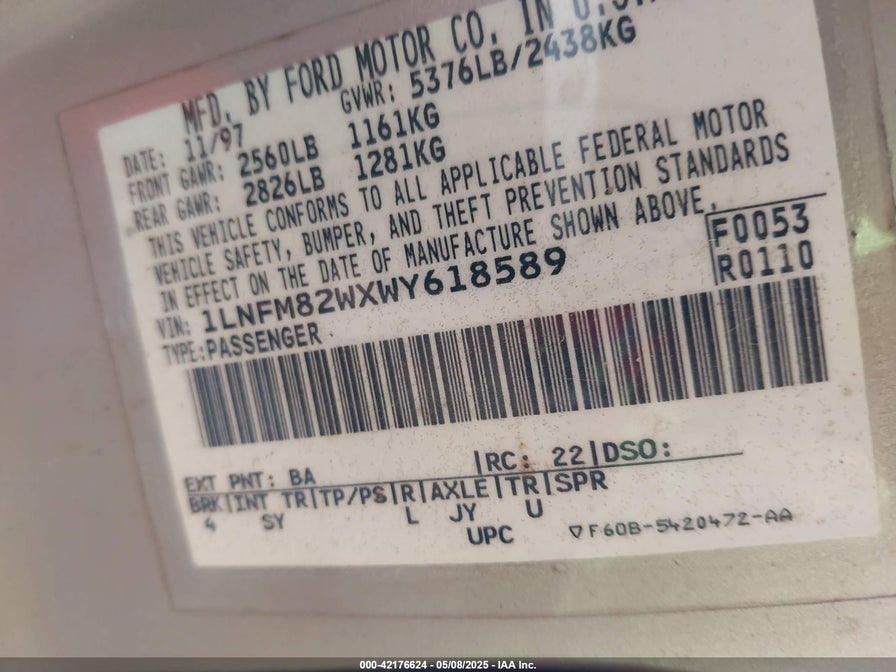 MFD. BY FORD MOTOR CO. IN U.S.
DATE: 11/97 GVWR: 5376LB/2438KG
FRONT GAWR: 2560LB 1161KG
REAR GAWR: 2826LB 1281KG
THIS VEHICLE CONFORMS TO ALL APPLICABLE FEDERAL MOTOR
VEHICLE SAFETY, BUMPER, AND THEFT PREVENTION STANDARDS
IN EFFECT ON THE DATE OF MANUFACTURE SHOWN ABOVE.
VIN: 1LNFM82WXWY618589 F0053
TYPE: PASSENGER R0110
EXT PNT: BA |RC: 22|DSO:
BRK|INT TR|TP/PS|R|AXLE|TR|SPR
4 SY L JY U
UPC ▽F60B-5420472-AA
000-42176624 - 05/08/2025 - IAA Inc.